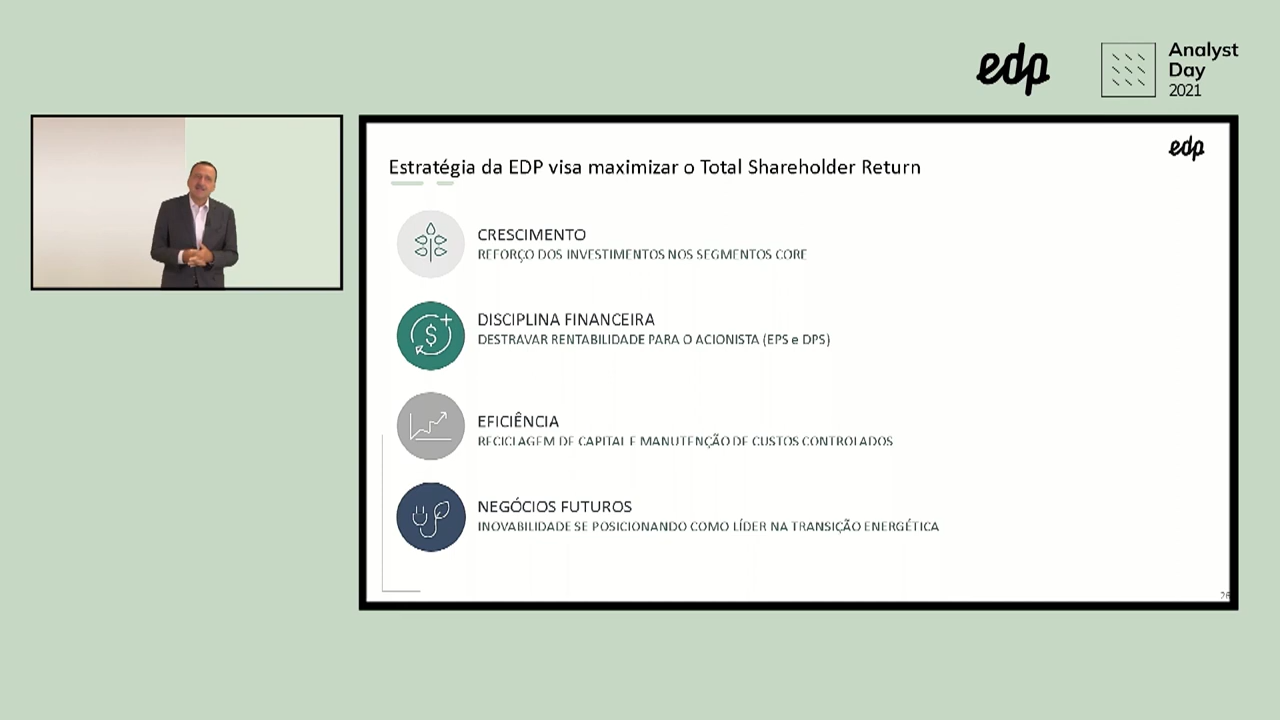 edp
Analyst
Day
2021
edp
Estratégia da EDP visa maximizar o Total Shareholder Return
CRESCIMENTO
REFORÇO DOS INVESTIMENTOS NOS SEGMENTOS CORE
DISCIPLINA FINANCEIRA
DESTRAVAR RENTABILIDADE PARA O ACIONISTA (EPS e DPS)
EFICIÊNCIA
RECICLAGEM DE CAPITAL E MANUTENÇÃO DE CUSTOS CONTROLADOS
NEGÓCIOS FUTUROS
INOVABILIDADE SE POSICIONANDO COMO LÍDER NA TRANSIÇÃO ENERGÉTICA